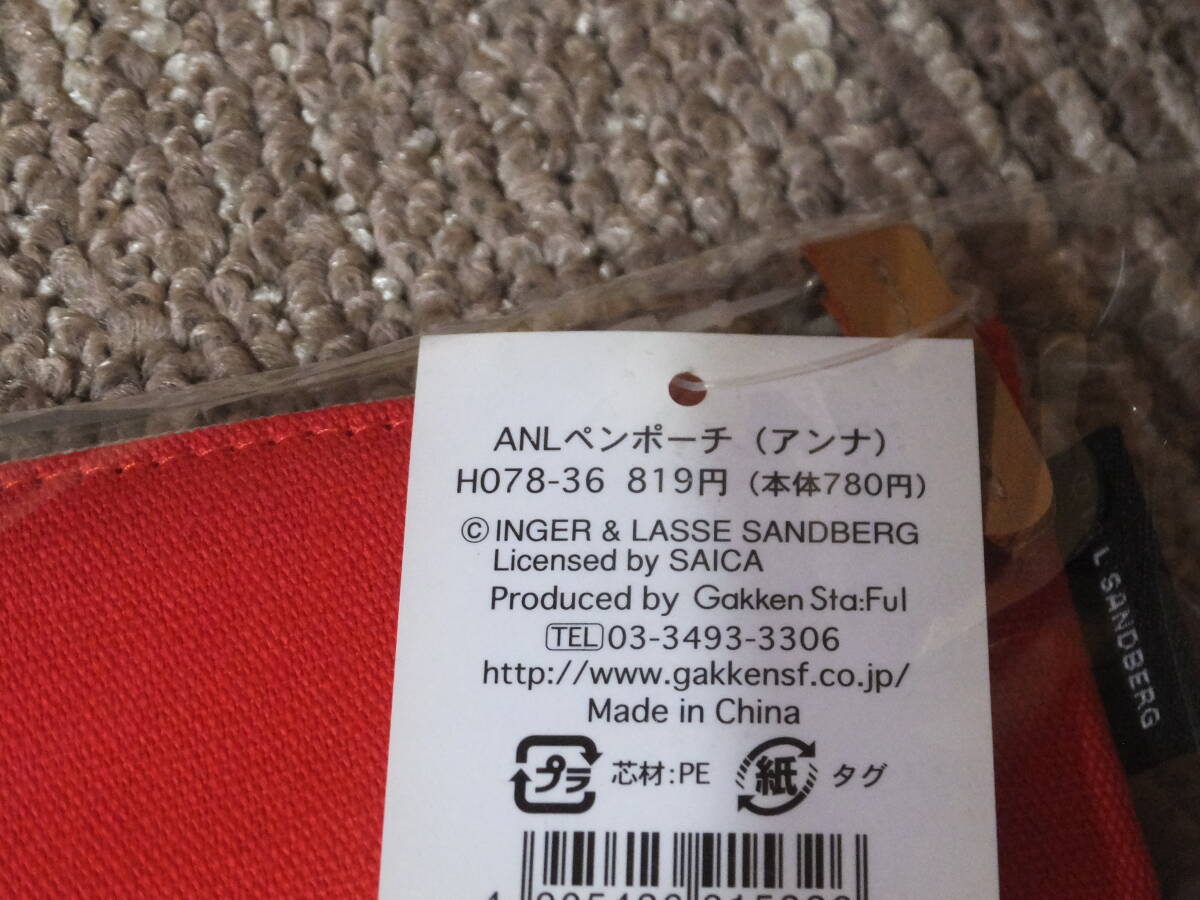 ANLペンポーチ（アンナ）
H078-36 819円（本体780円）
© INGER & LASSE SANDBERG
Licensed by SAICA
Produced by Gakken Sta:Ful
TEL 03-3493-3306
http://www.gakkensf.co.jp/
Made in China
プラ 芯材:PE 紙 タグ
L SANDBERG